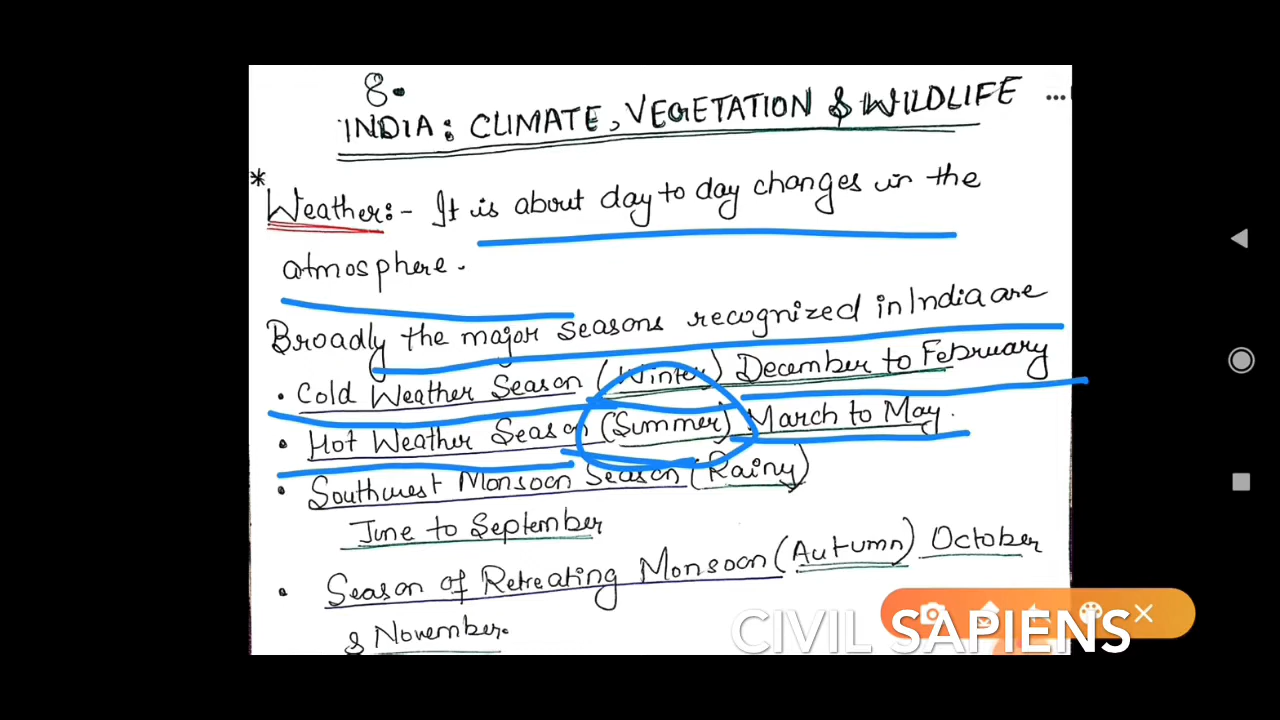 8.
INDIA: CLIMATE, VEGETATION & WILDLIFE
* Weather:- It is about day to day changes in the
atmosphere.
Broadly the major seasons recognized in India are
• Cold Weather Season (Winter) December to February
• Hot Weather Season (Summer) March to May.
• Southwest Monsoon Season (Rainy)
June to September
• Season of Retreating Monsoon (Autumn) October
& November.
CIVIL SAPIENS